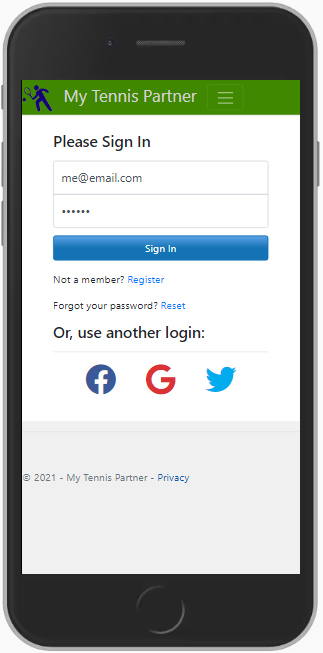 My Tennis Partner
Please Sign In
me@email.com
••••••
Sign In
Not a member? Register
Forgot your password? Reset
Or, use another login:
© 2021 - My Tennis Partner - Privacy